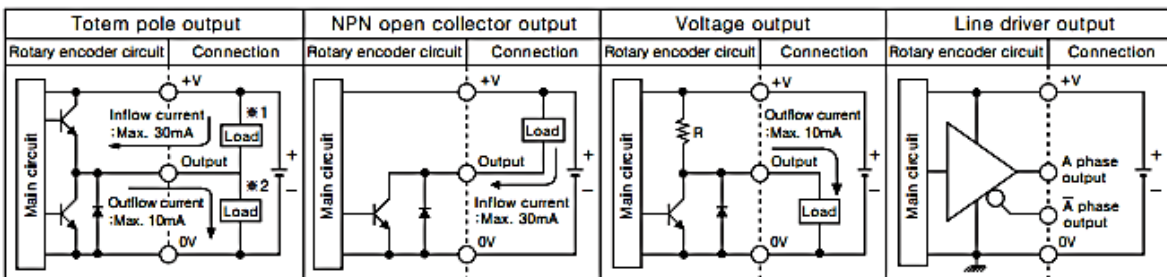 Totem pole output
Rotary encoder circuit
Connection
Main circuit
+V
Inflow current
:Max. 30mA
※1
Load
Output
Outflow current
:Max. 10mA
※2
Load
0V
+
−
NPN open collector output
Rotary encoder circuit
Connection
Main circuit
+V
Load
Output
Inflow current
:Max. 30mA
0V
+
−
Voltage output
Rotary encoder circuit
Connection
Main circuit
+V
R
Outflow current
:Max. 10mA
Output
Load
0V
+
−
Line driver output
Rotary encoder circuit
Connection
Main circuit
+V
A phase
output
A̅ phase
output
0V
+
−